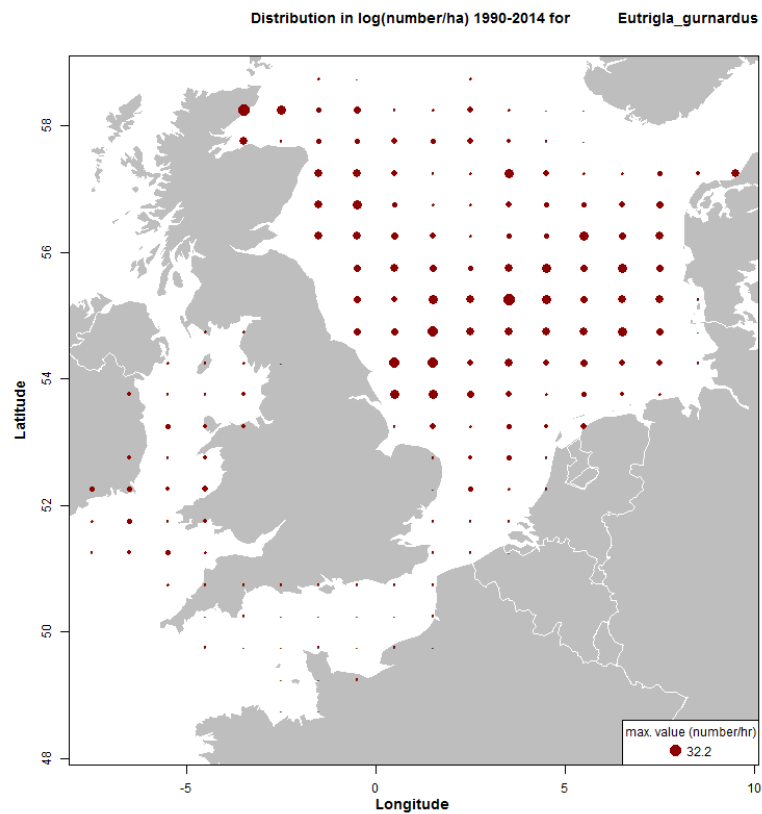 Distribution in log(number/ha) 1990-2014 for Eutrigla_gurnardus
58
56
54
52
50
48
Latitude
-5 0 5 10
Longitude
max. value (number/hr)
32.2